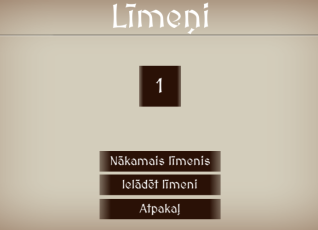 Līmeņi
1
Nākamais līmenis
Ielādēt līmeni
Atpakaļ